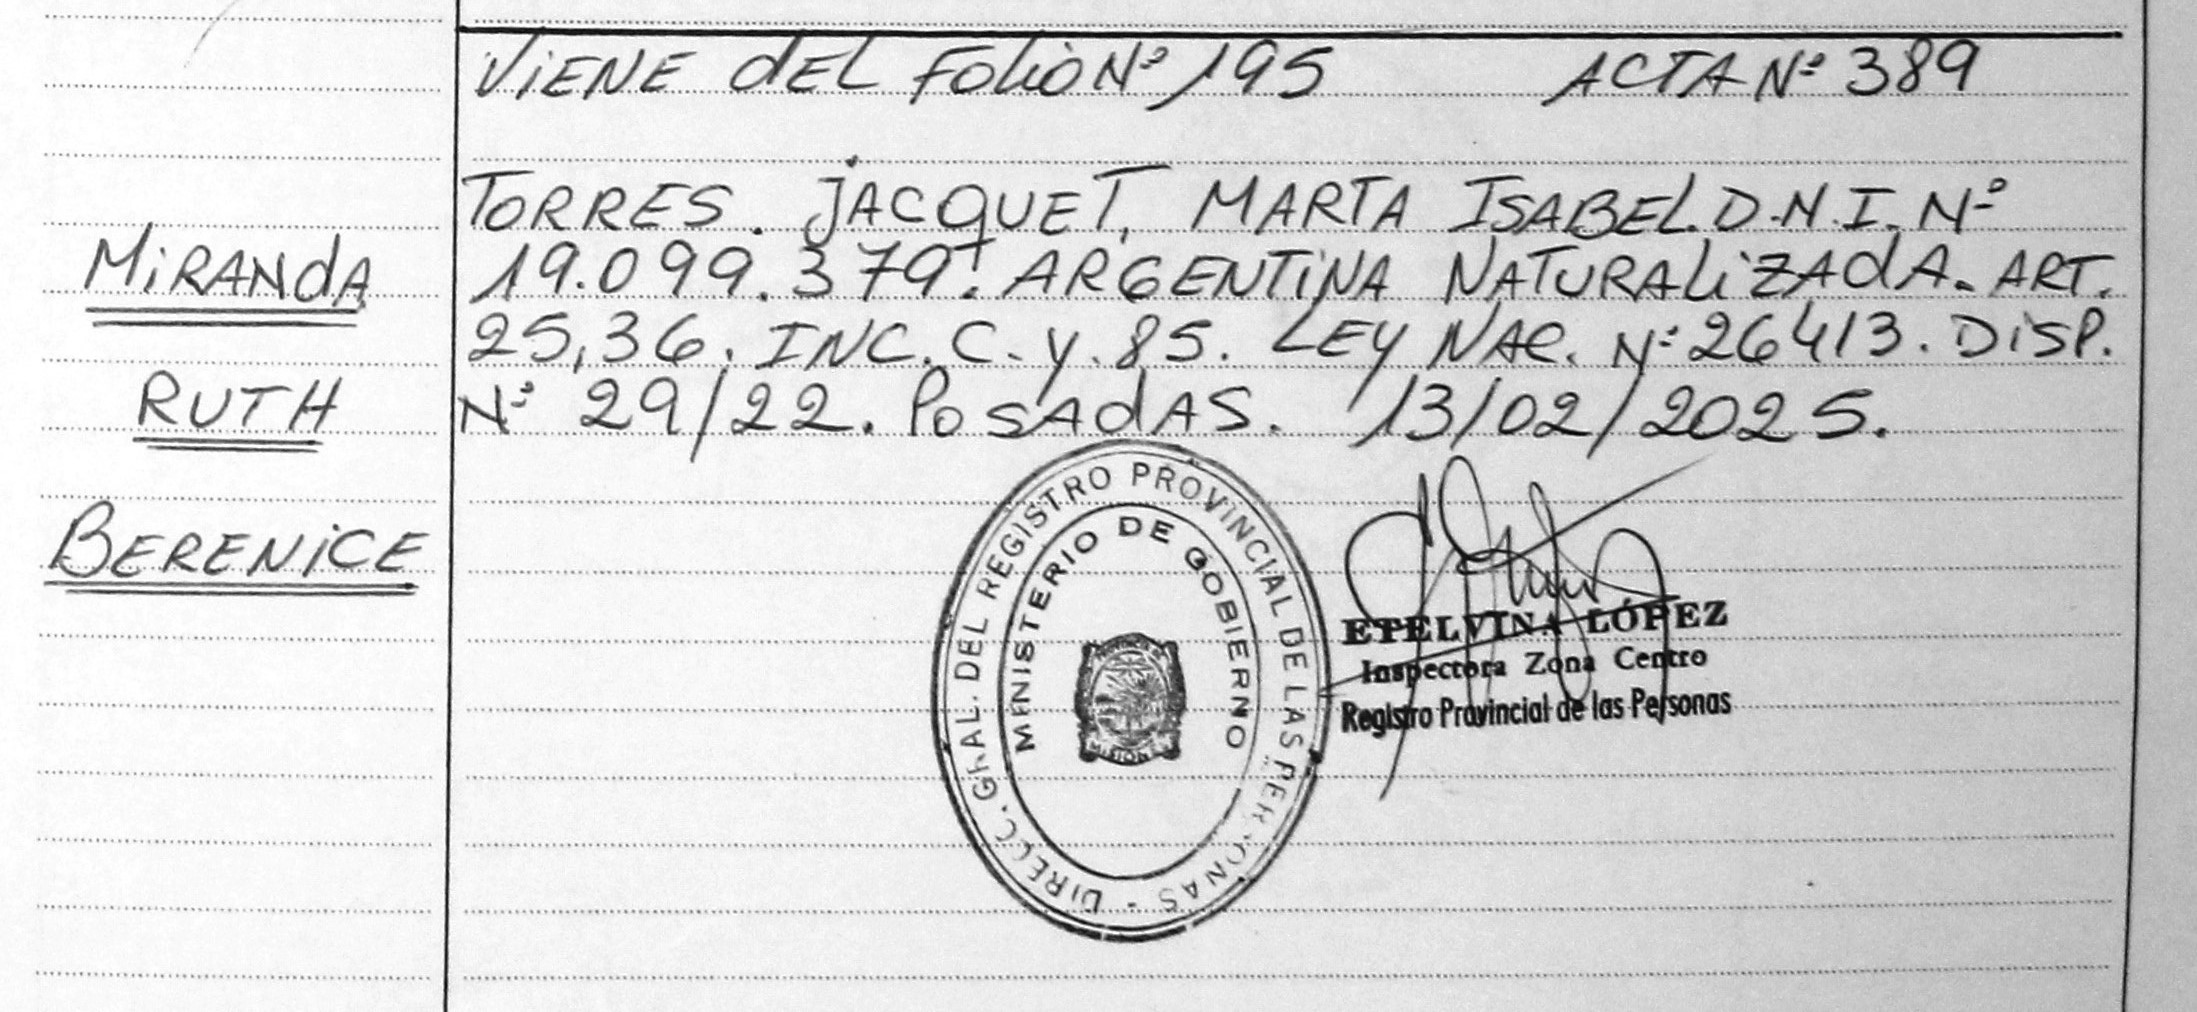 ViENE dEL FoLio Nº 195 ACTA Nº 389
TORRES. JACQUET, MARTA ISABEL. D.N.I. Nº
19.099.379. ARGENTiNA NATURALiZADA. ART.
25,36. INC. C. y. 85. LEY NAC. Nº 26413. DiSP.
Nº 29/22. PoSAdAS. 13/02/2025.
MiRANdA
RUTH
BERENiCE
DIRECC. GRAL. DEL REGISTRO PROVINCIAL DE LAS PERSONAS -
MINISTERIO DE GOBIERNO
MISIONES
ETELVINA LÓPEZ
Inspectora Zona Centro
Registro Provincial de las Personas